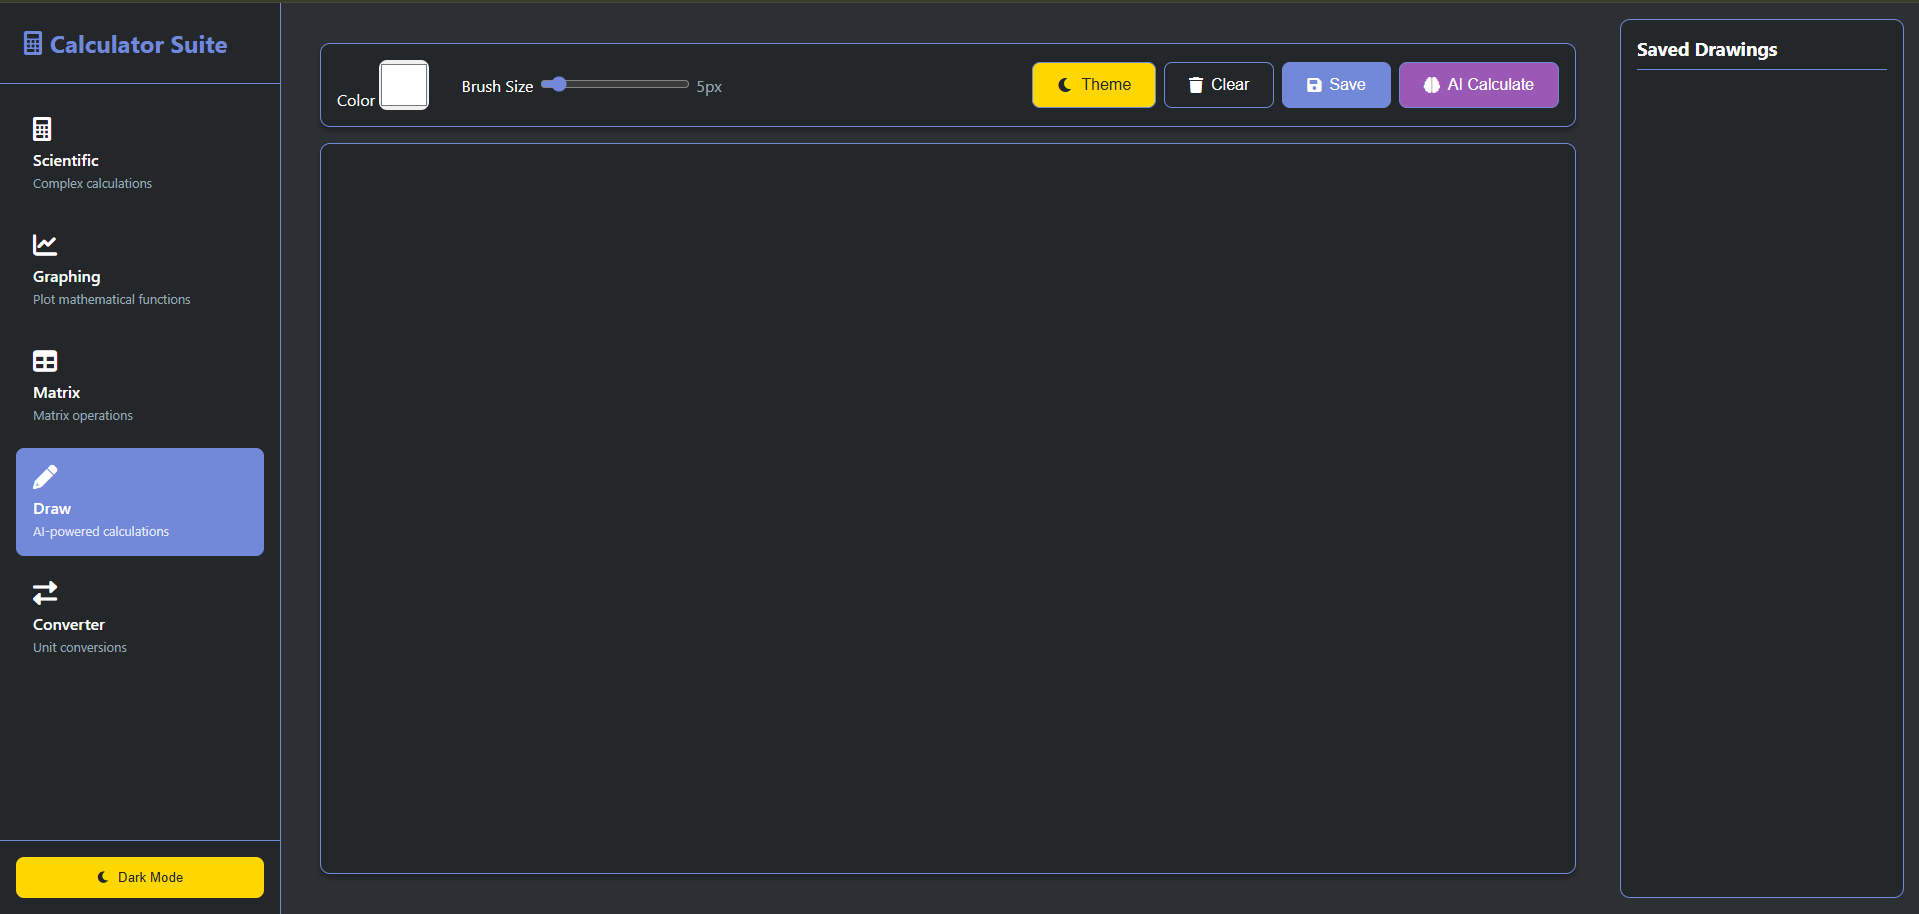 Calculator Suite
Scientific
Complex calculations
Graphing
Plot mathematical functions
Matrix
Matrix operations
Draw
AI-powered calculations
Converter
Unit conversions
Dark Mode
Color
Brush Size 5px
Theme
Clear
Save
AI Calculate
Saved Drawings